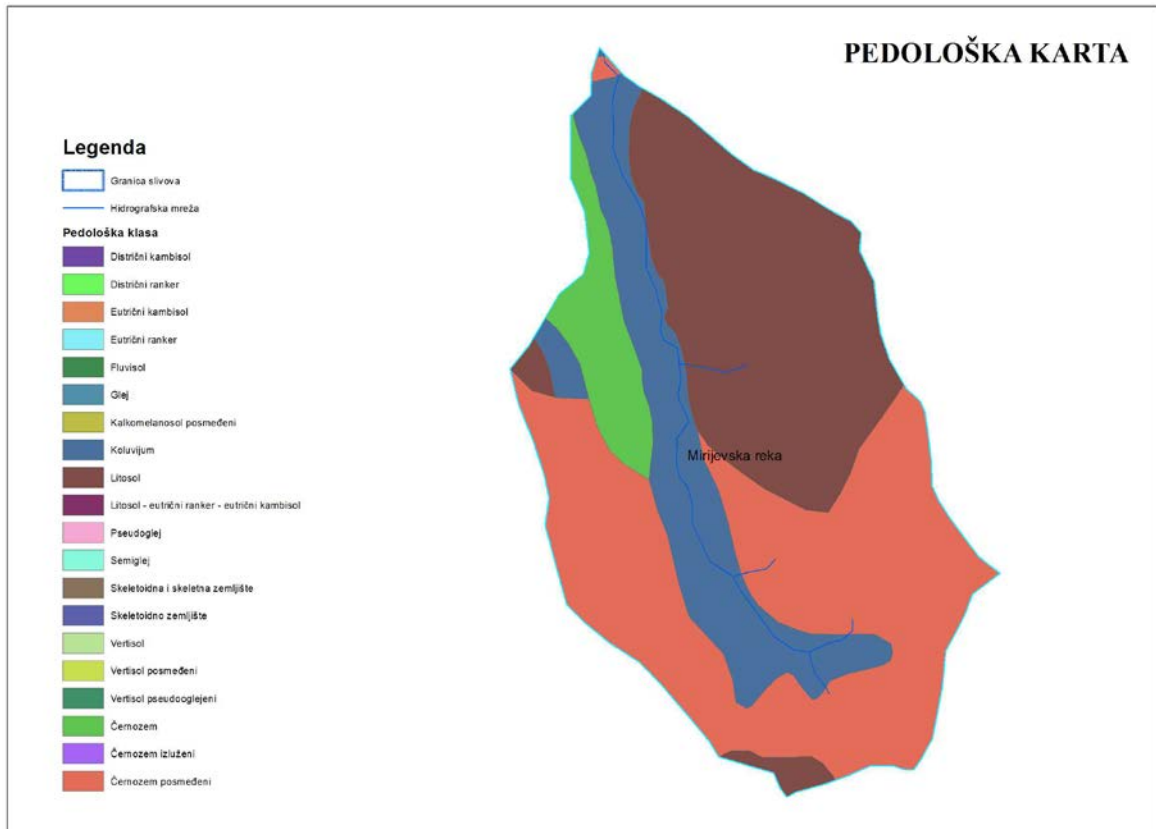 PEDOLOŠKA KARTA
Legenda
Granica slivova
Hidrografska mreža
Pedološka klasa
Distrični kambisol
Distrični ranker
Eutrični kambisol
Eutrični ranker
Fluvisol
Glej
Kalkomelanosol posmeđeni
Koluvijum
Litosol
Litosol - eutrični ranker - eutrični kambisol
Pseudoglej
Semiglej
Skeletoidna i skeletna zemljište
Skeletoidno zemljište
Vertisol
Vertisol posmeđeni
Vertisol pseudooglejeni
Černozem
Černozem izluženi
Černozem posmeđeni
Mirijevska reka